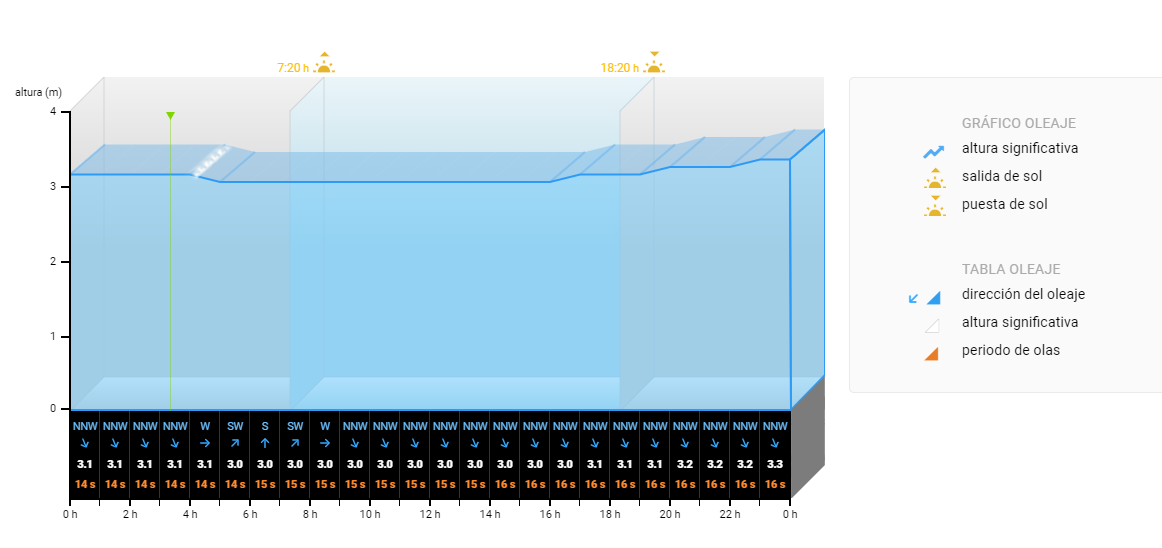 7:20 h
18:20 h
altura (m)
4
3
2
1
0
NNW NNW NNW NNW W SW S SW W NNW NNW NNW NNW NNW NNW NNW NNW NNW NNW NNW NNW NNW NNW NNW
3.1 3.1 3.1 3.1 3.1 3.0 3.0 3.0 3.0 3.0 3.0 3.0 3.0 3.0 3.0 3.0 3.0 3.1 3.1 3.1 3.2 3.2 3.2 3.3
14 s 14 s 14 s 14 s 14 s 14 s 15 s 15 s 15 s 15 s 15 s 15 s 15 s 15 s 16 s 16 s 16 s 16 s 16 s 16 s 16 s 16 s 16 s 16 s
0 h 2 h 4 h 6 h 8 h 10 h 12 h 14 h 16 h 18 h 20 h 22 h 0 h
GRÁFICO OLEAJE
altura significativa
salida de sol
puesta de sol
TABLA OLEAJE
dirección del oleaje
altura significativa
periodo de olas